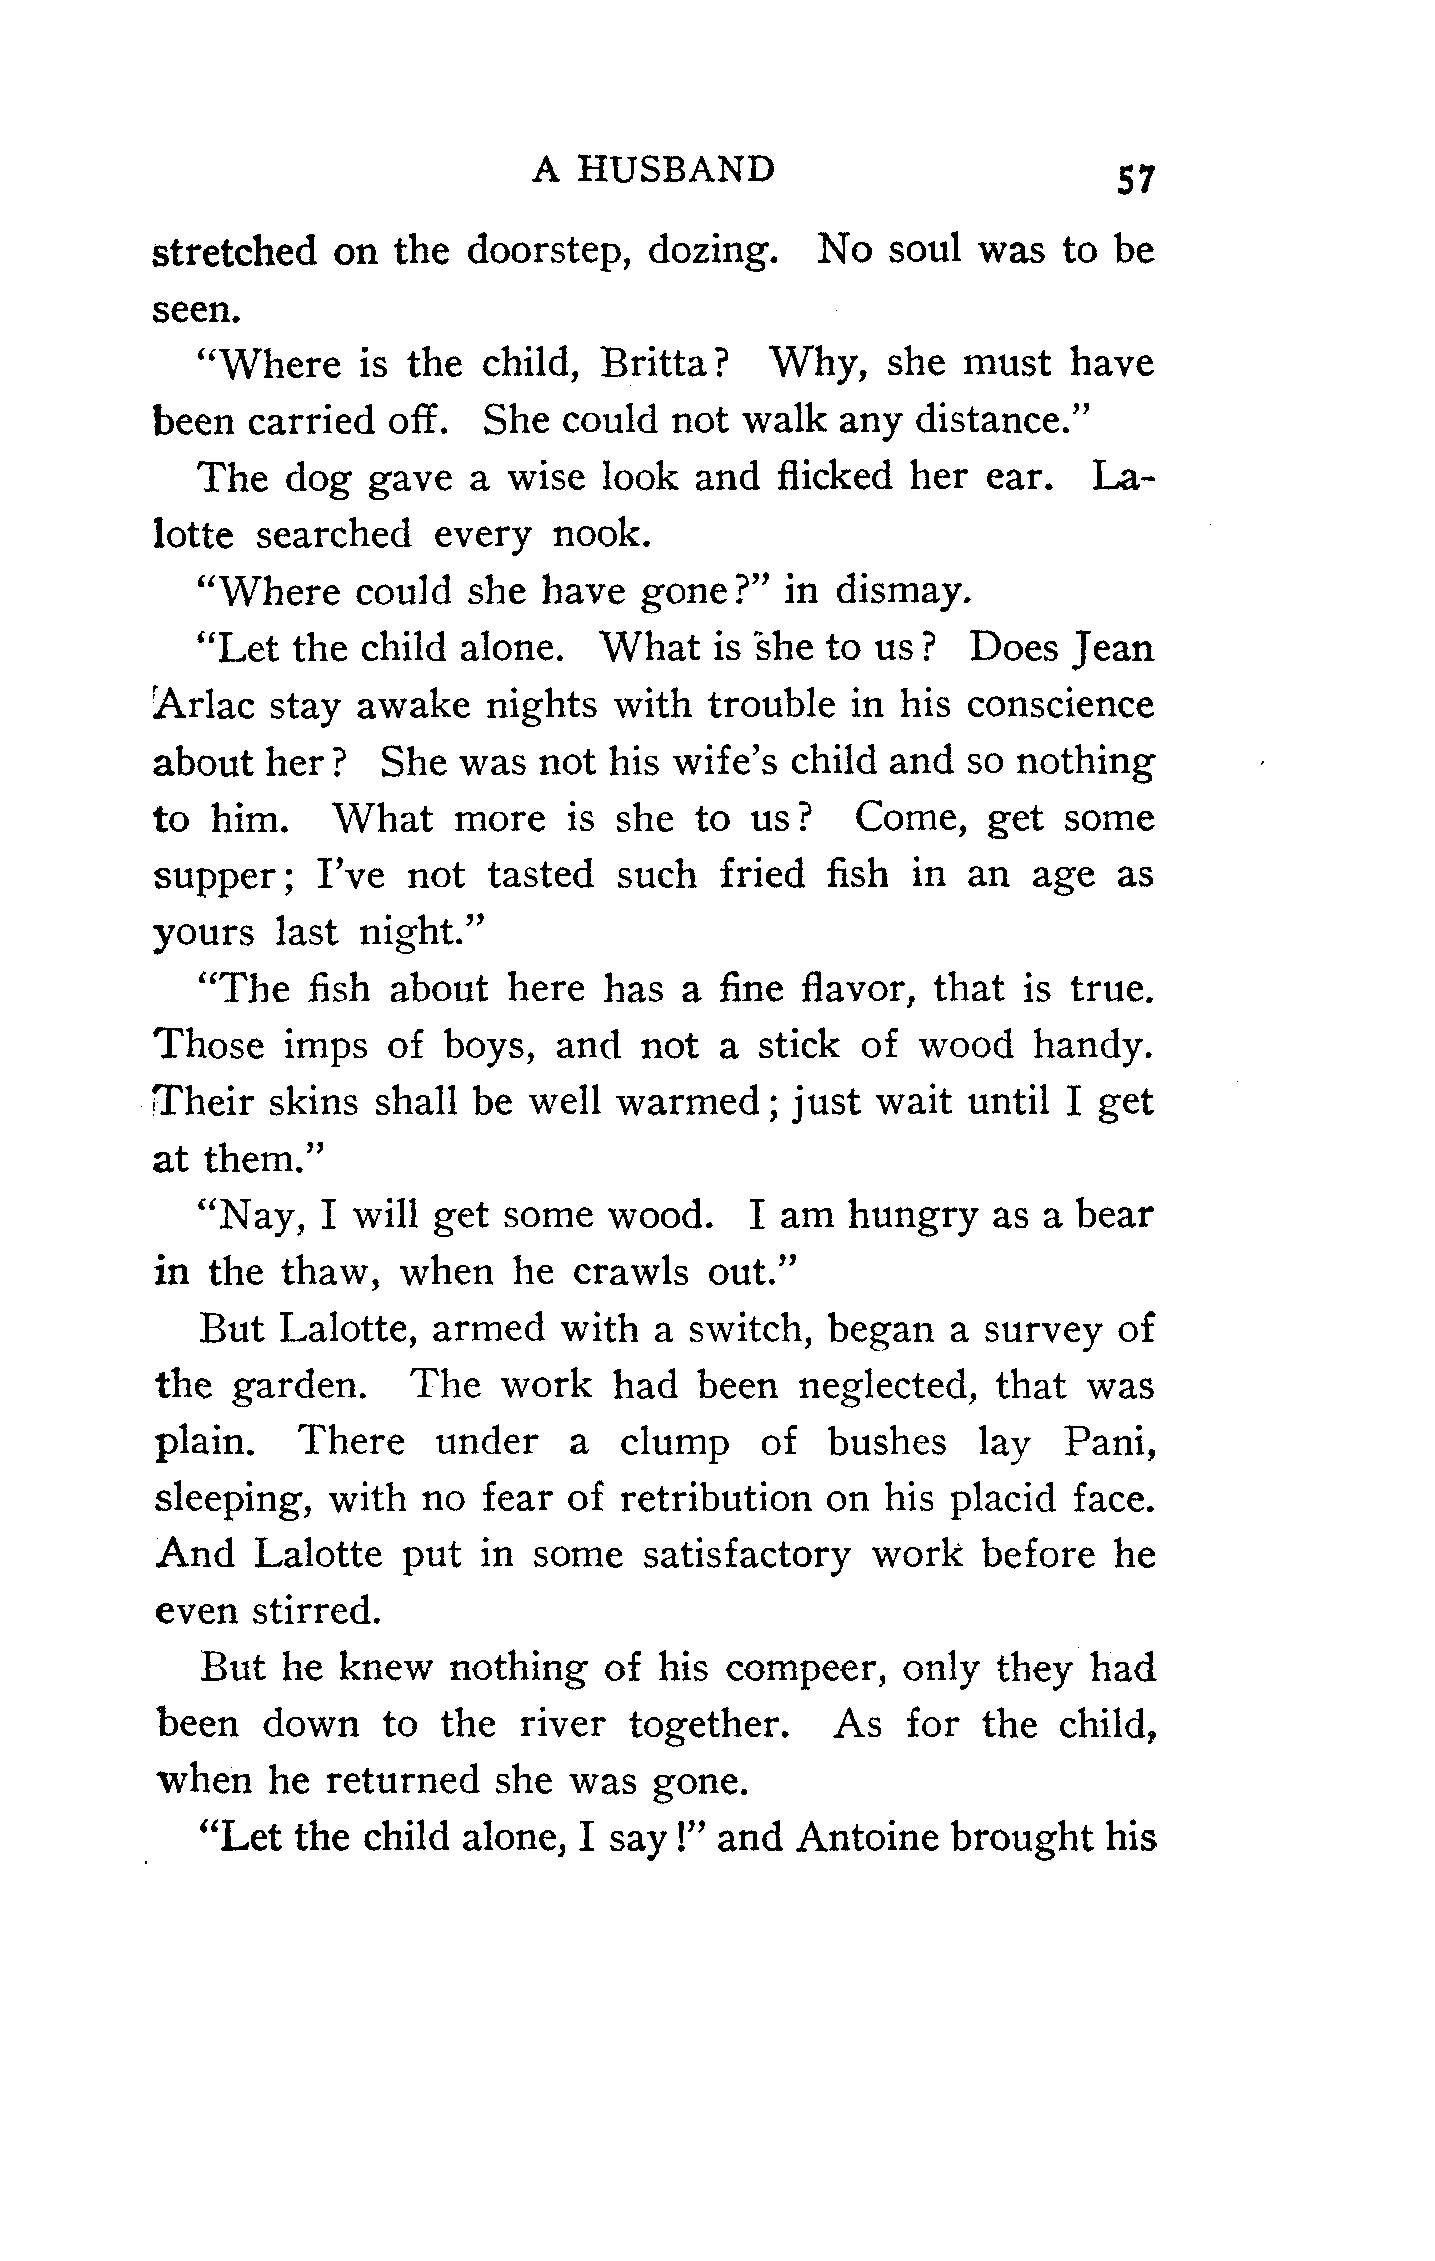 A HUSBAND 57
stretched on the doorstep, dozing. No soul was to be
seen.
"Where is the child, Britta? Why, she must have
been carried off. She could not walk any distance."
The dog gave a wise look and flicked her ear. La-
lotte searched every nook.
"Where could she have gone?" in dismay.
"Let the child alone. What is she to us? Does Jean
Arlac stay awake nights with trouble in his conscience
about her? She was not his wife's child and so nothing
to him. What more is she to us? Come, get some
supper; I've not tasted such fried fish in an age as
yours last night."
"The fish about here has a fine flavor, that is true.
Those imps of boys, and not a stick of wood handy.
Their skins shall be well warmed; just wait until I get
at them."
"Nay, I will get some wood. I am hungry as a bear
in the thaw, when he crawls out."
But Lalotte, armed with a switch, began a survey of
the garden. The work had been neglected, that was
plain. There under a clump of bushes lay Pani,
sleeping, with no fear of retribution on his placid face.
And Lalotte put in some satisfactory work before he
even stirred.
But he knew nothing of his compeer, only they had
been down to the river together. As for the child,
when he returned she was gone.
"Let the child alone, I say!" and Antoine brought his